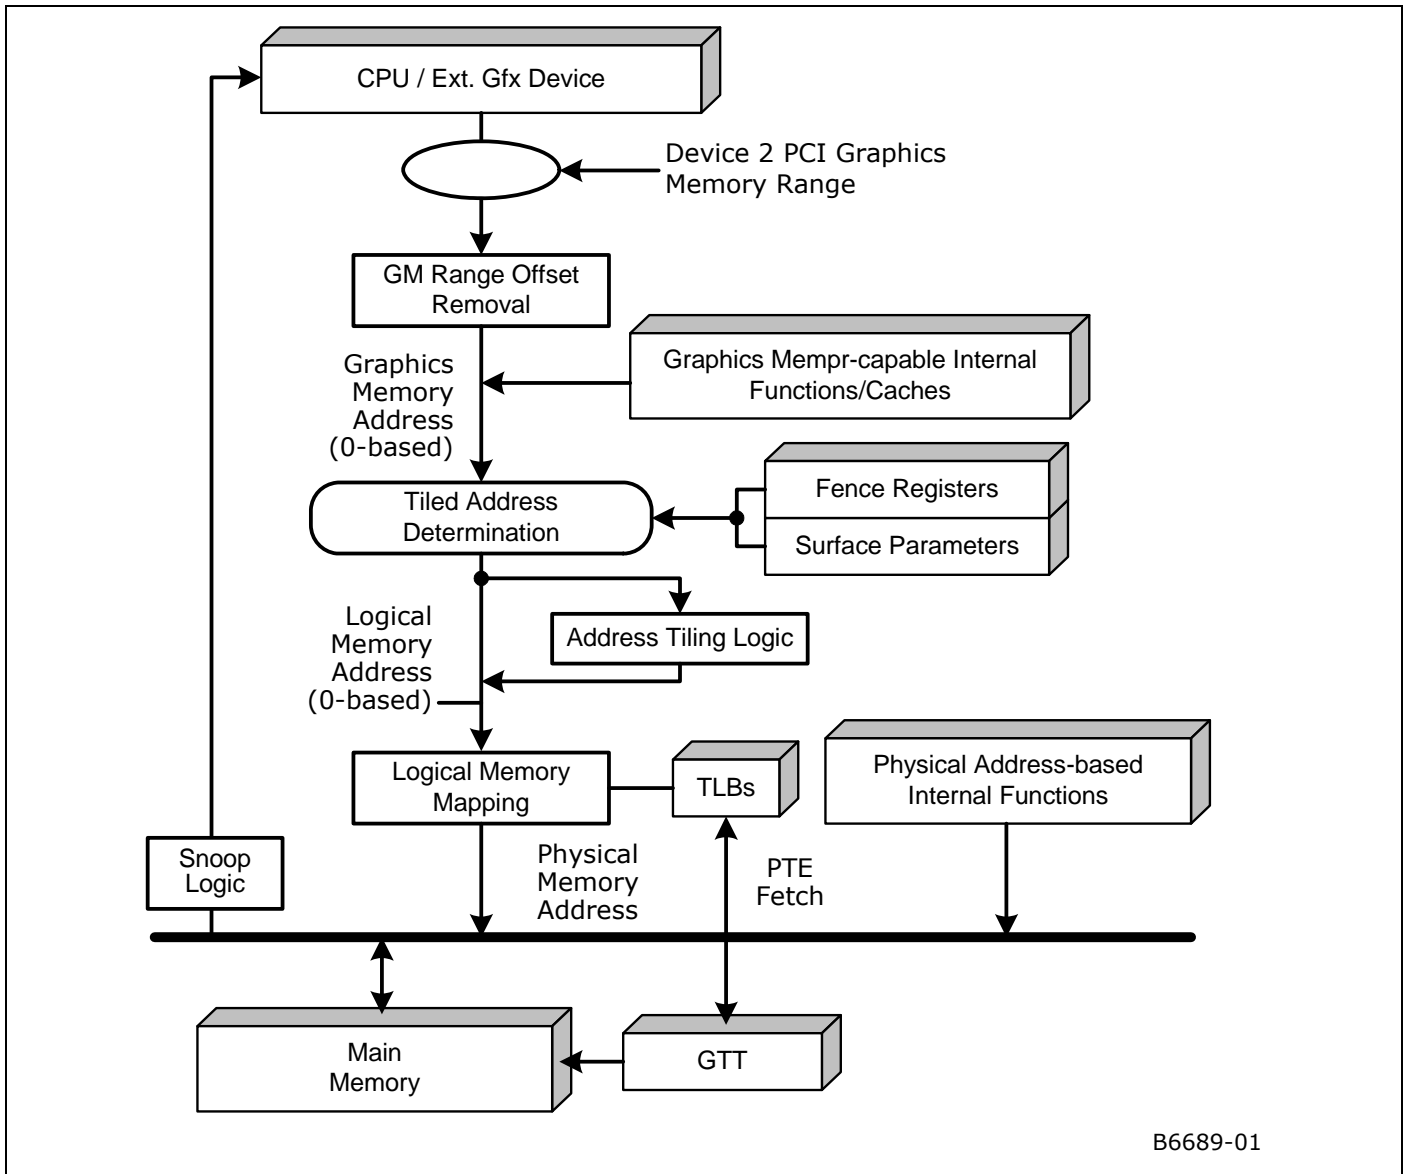 CPU / Ext. Gfx Device
Device 2 PCI Graphics
Memory Range
GM Range Offset
Removal
Graphics
Memory
Address
(0-based)
Graphics Mempr-capable Internal
Functions/Caches
Tiled Address
Determination
Fence Registers
Surface Parameters
Logical
Memory
Address
(0-based)
Address Tiling Logic
Logical Memory
Mapping
TLBs
Physical Address-based
Internal Functions
Snoop
Logic
Physical
Memory
Address
PTE
Fetch
Main
Memory
GTT
B6689-01